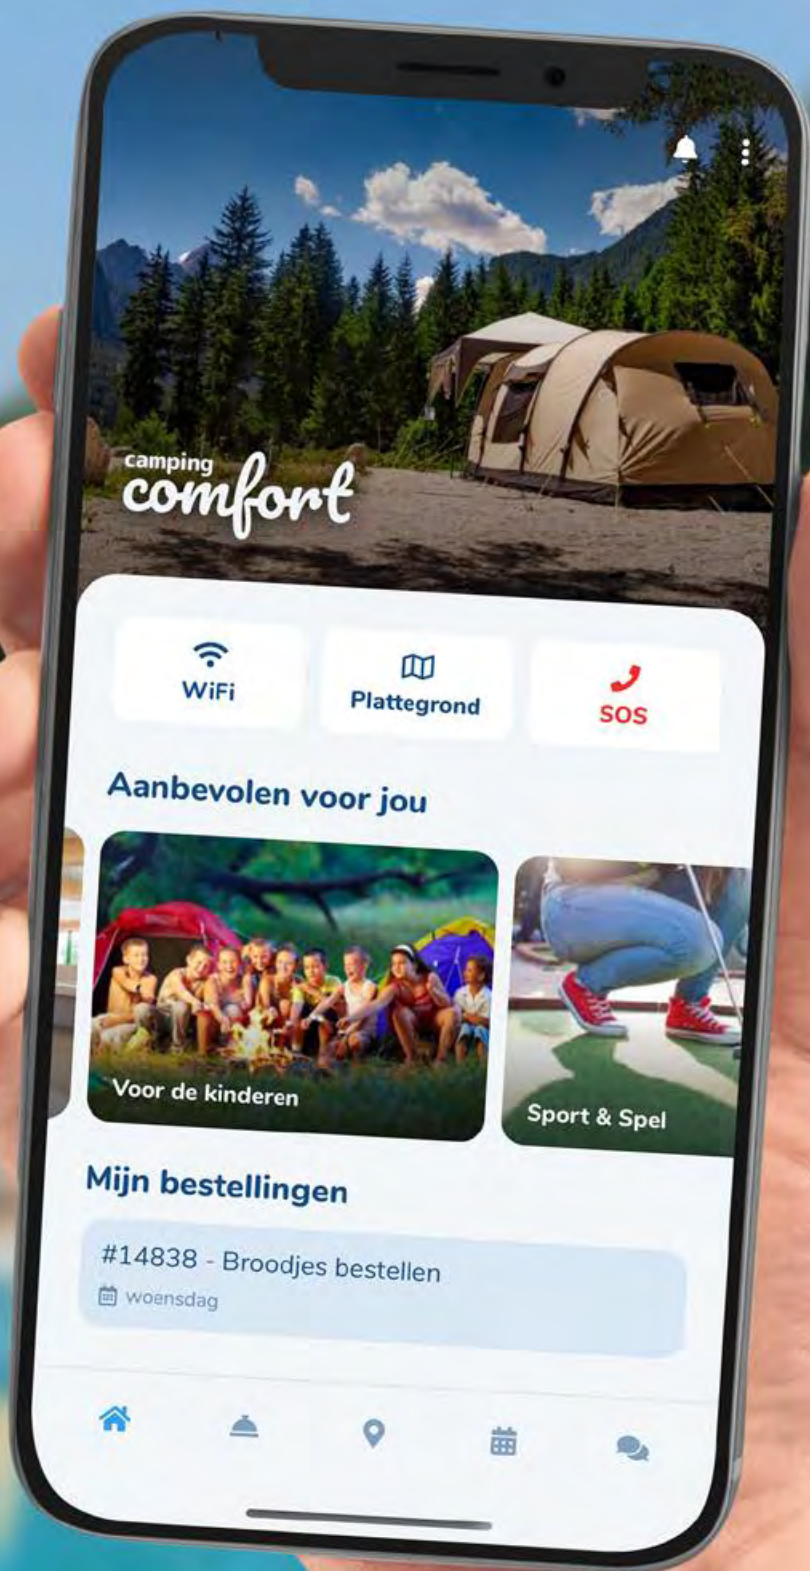 camping
comfort
WiFi
Plattegrond
SOS
Aanbevolen voor jou
Voor de kinderen
Sport & Spel
Mijn bestellingen
#14838 - Broodjes bestellen
woensdag